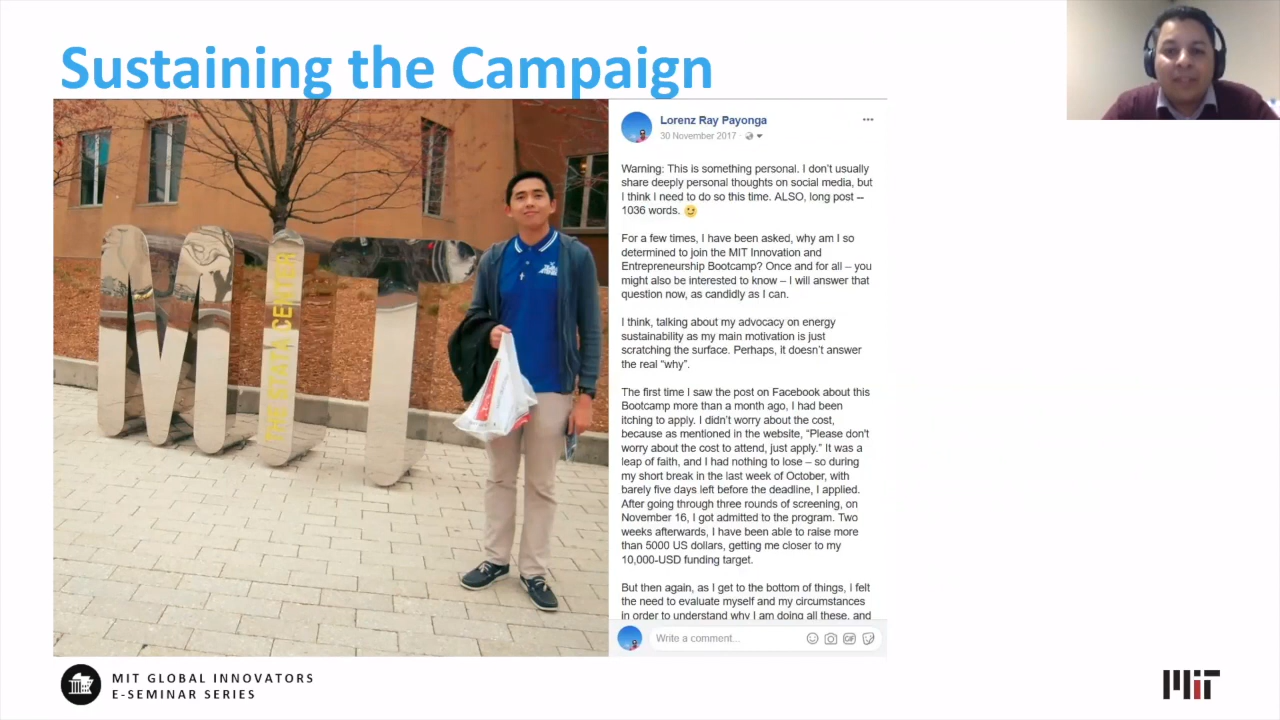 Sustaining the Campaign
MIT
THE STATA CENTER
Lorenz Ray Payonga
30 November 2017 ·
Warning: This is something personal. I don't usually
share deeply personal thoughts on social media, but
I think I need to do so this time. ALSO, long post --
1036 words. 😉
For a few times, I have been asked, why am I so
determined to join the MIT Innovation and
Entrepreneurship Bootcamp? Once and for all – you
might also be interested to know – I will answer that
question now, as candidly as I can.
I think, talking about my advocacy on energy
sustainability as my main motivation is just
scratching the surface. Perhaps, it doesn't answer
the real “why”.
The first time I saw the post on Facebook about this
Bootcamp more than a month ago, I had been
itching to apply. I didn't worry about the cost,
because as mentioned in the website, “Please don't
worry about the cost to attend, just apply.” It was a
leap of faith, and I had nothing to lose – so during
my short break in the last week of October, with
barely five days left before the deadline, I applied.
After going through three rounds of screening, on
November 16, I got admitted to the program. Two
weeks afterwards, I have been able to raise more
than 5000 US dollars, getting me closer to my
10,000-USD funding target.
But then again, as I get to the bottom of things, I felt
the need to evaluate myself and my circumstances
in order to understand why I am doing all these, and
Write a comment...
GIF
MIT GLOBAL INNOVATORS
E-SEMINAR SERIES
MIT